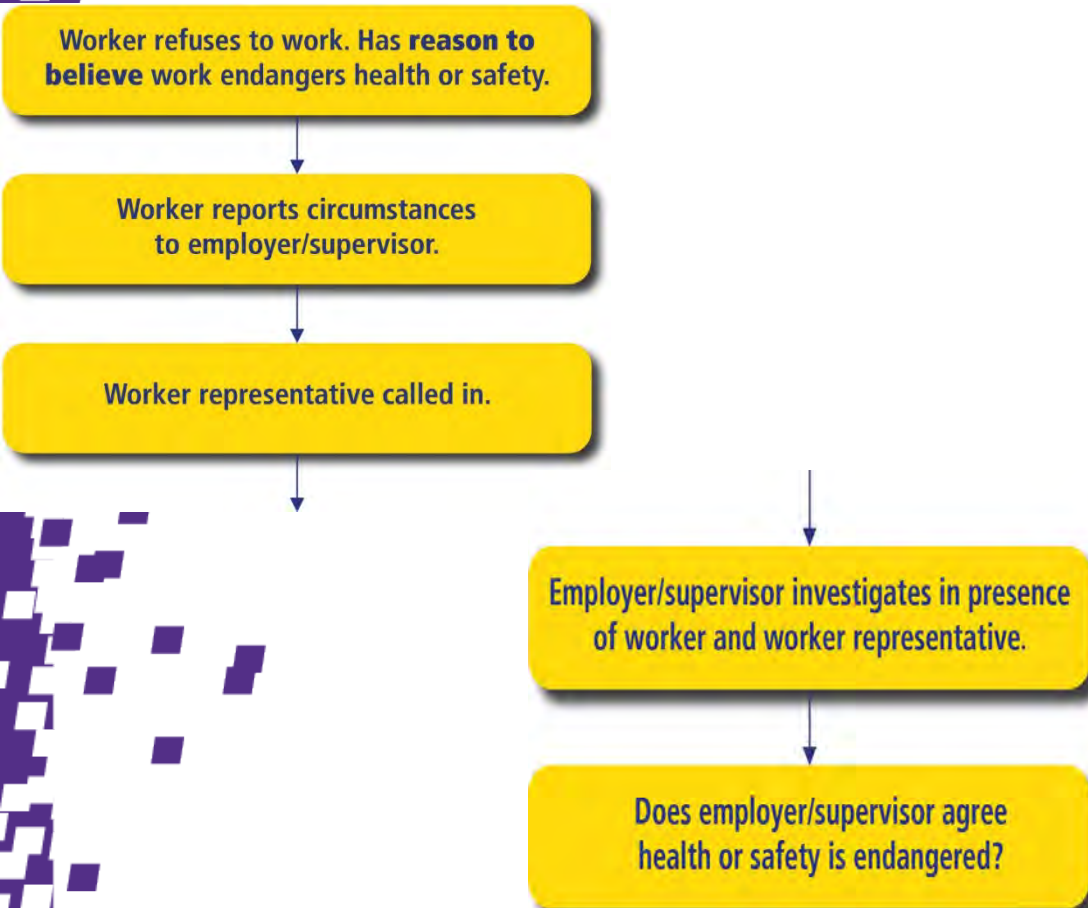 Worker refuses to work. Has reason to
believe work endangers health or safety.
Worker reports circumstances
to employer/supervisor.
Worker representative called in.
Employer/supervisor investigates in presence
of worker and worker representative.
Does employer/supervisor agree
health or safety is endangered?